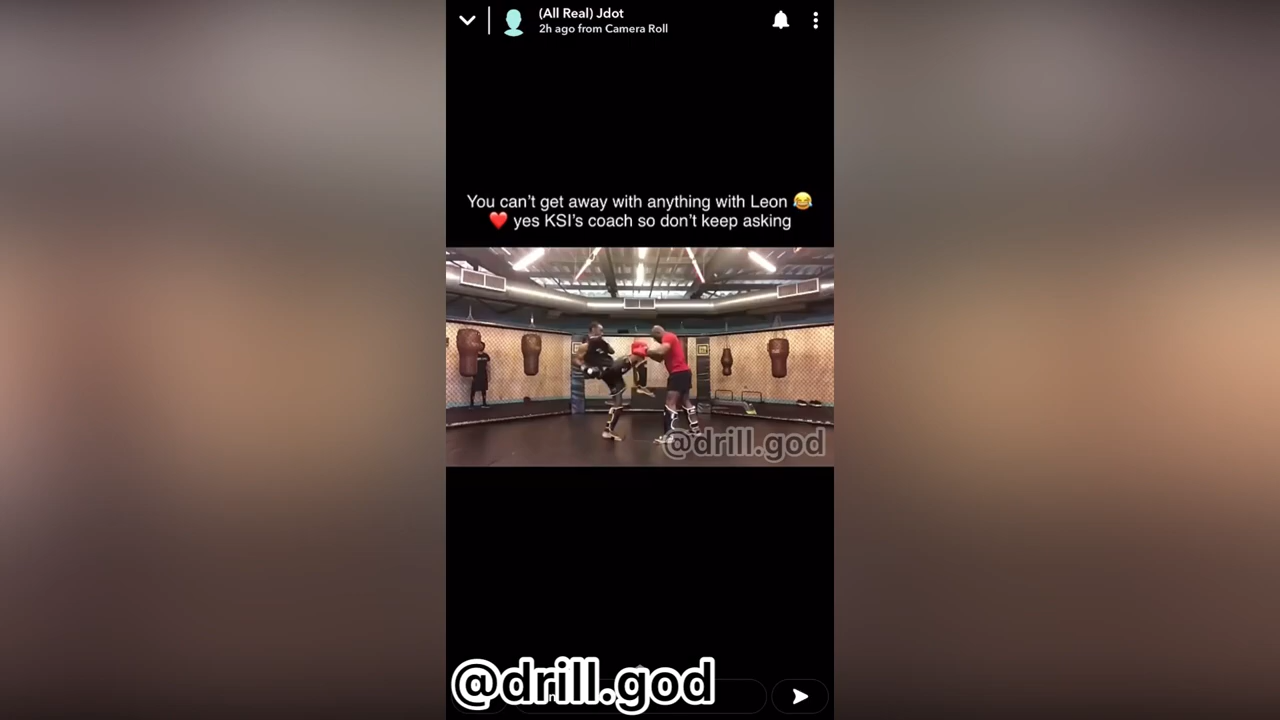 (All Real) Jdot
2h ago from Camera Roll
You can't get away with anything with Leon 😂
❤️ yes KSI's coach so don't keep asking
@drill.god
@drill.god